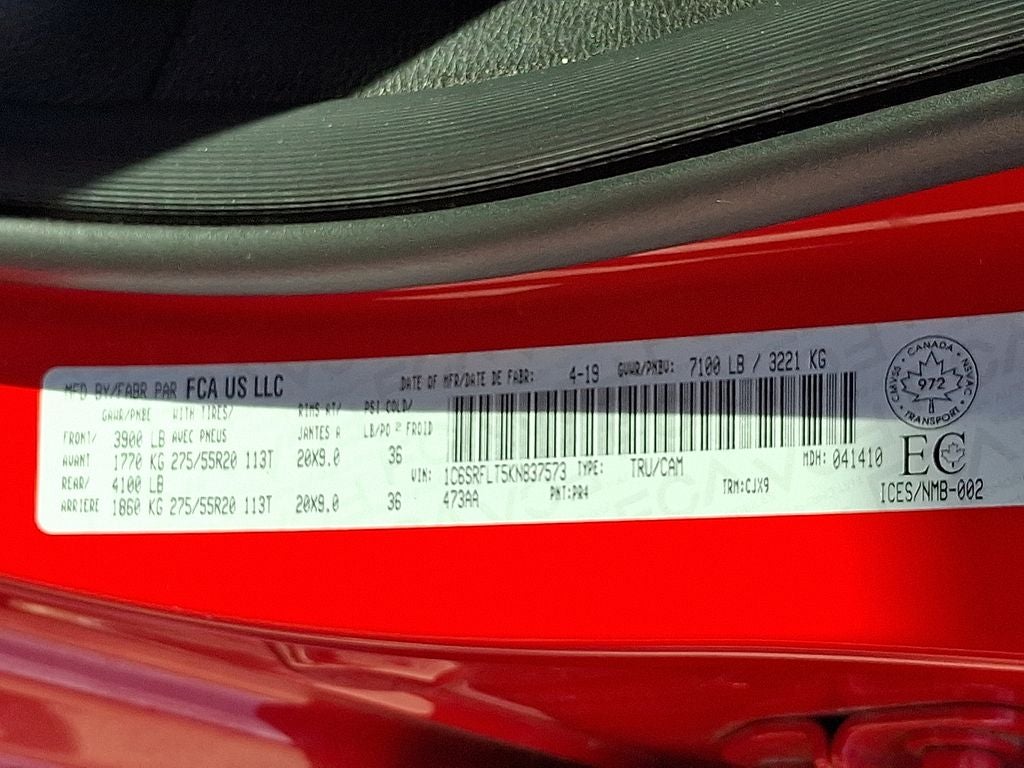 MFD BY/FABR PAR FCA US LLC DATE OF MFR/DATE DE FABR: 4-19 GVWR/PNBV: 7100 LB / 3221 KG
GAWR/PNBE WITH TIRES/ RIMS AT/ PSI COLD/
FRONT/ 3900 LB AVEC PNEUS JANTES A LB/PO² FROID
AVANT 1770 KG 275/55R20 113T 20X9.0 36
REAR/ 4100 LB
ARRIERE 1860 KG 275/55R20 113T 20X9.0 36
VIN: 1C6SRFLT5KN837573 TYPE: TRU/CAM MDH: 041410
473AA PNT:PR4 TRM:CJX9
CANADA
CMVSS NSVAC
972
TRANSPORT
EC
ICES/NMB-002